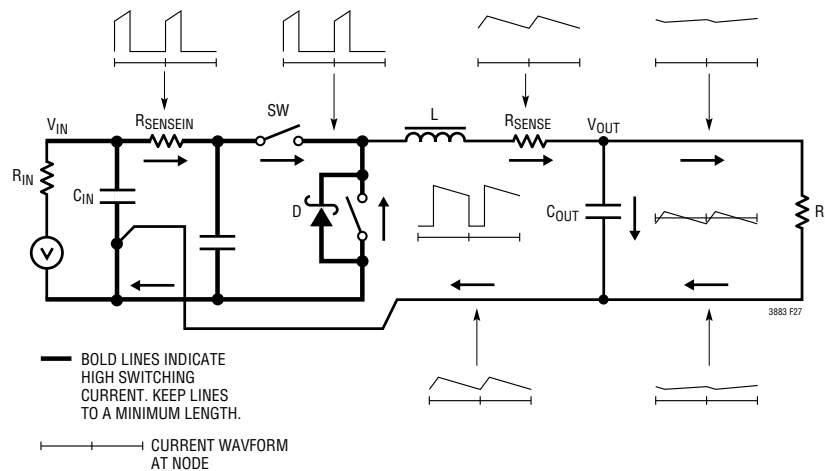 SW
L
VIN
RSENSEIN
RSENSE
VOUT
RIN
CIN
D
COUT
R
V
3883 F27
BOLD LINES INDICATE
HIGH SWITCHING
CURRENT. KEEP LINES
TO A MINIMUM LENGTH.
CURRENT WAVFORM
AT NODE